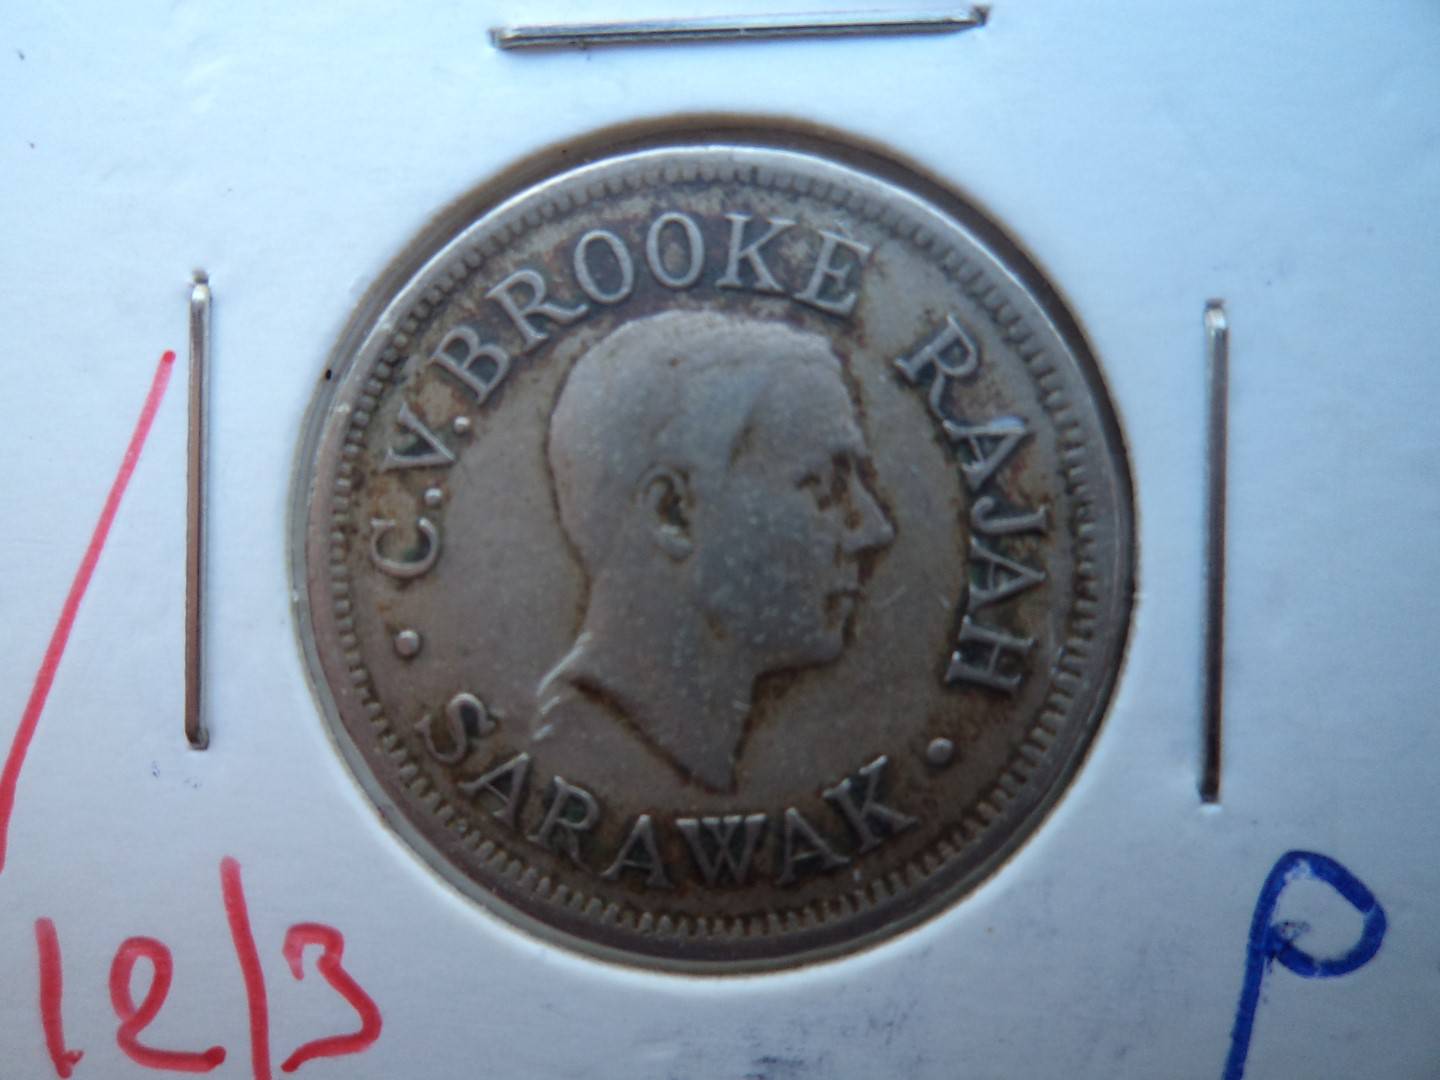 C.V.BROOKE RAJAH
SARAWAK
12/3
P